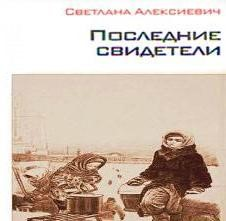 Светлана Алексиевич
Последние
свидетели